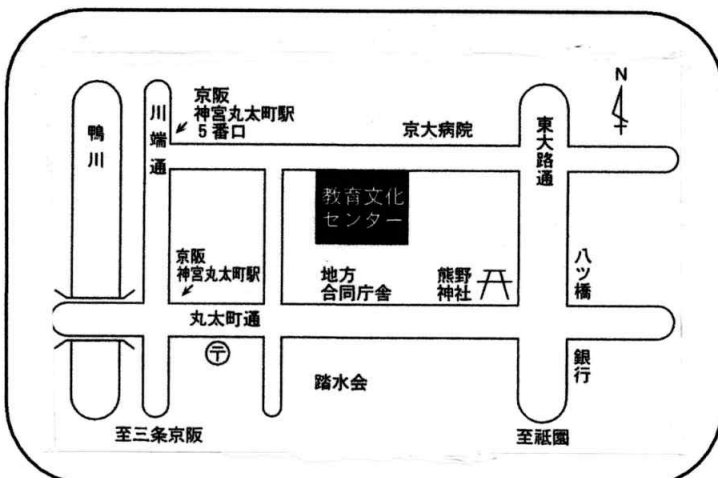 京阪
神宮丸太町駅
5番口
N
鴨川
川端通
京大病院
東大路通
教育文化
センター
京阪
神宮丸太町駅
地方
合同庁舎
熊野
神社
八ツ橋
丸太町通
〒
銀行
踏水会
至三条京阪
至祗園